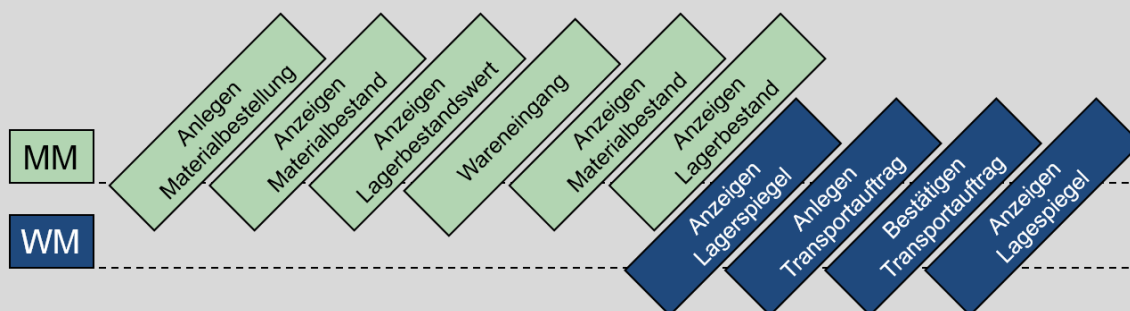 MM
Anlegen
Materialbestellung
Anzeigen
Materialbestand
Anzeigen
Lagerbestandswert
Wareneingang
Anzeigen
Materialbestand
Anzeigen
Lagerbestand
WM
Anzeigen
Lagerspiegel
Anlegen
Transportauftrag
Bestätigen
Transportauftrag
Anzeigen
Lagespiegel